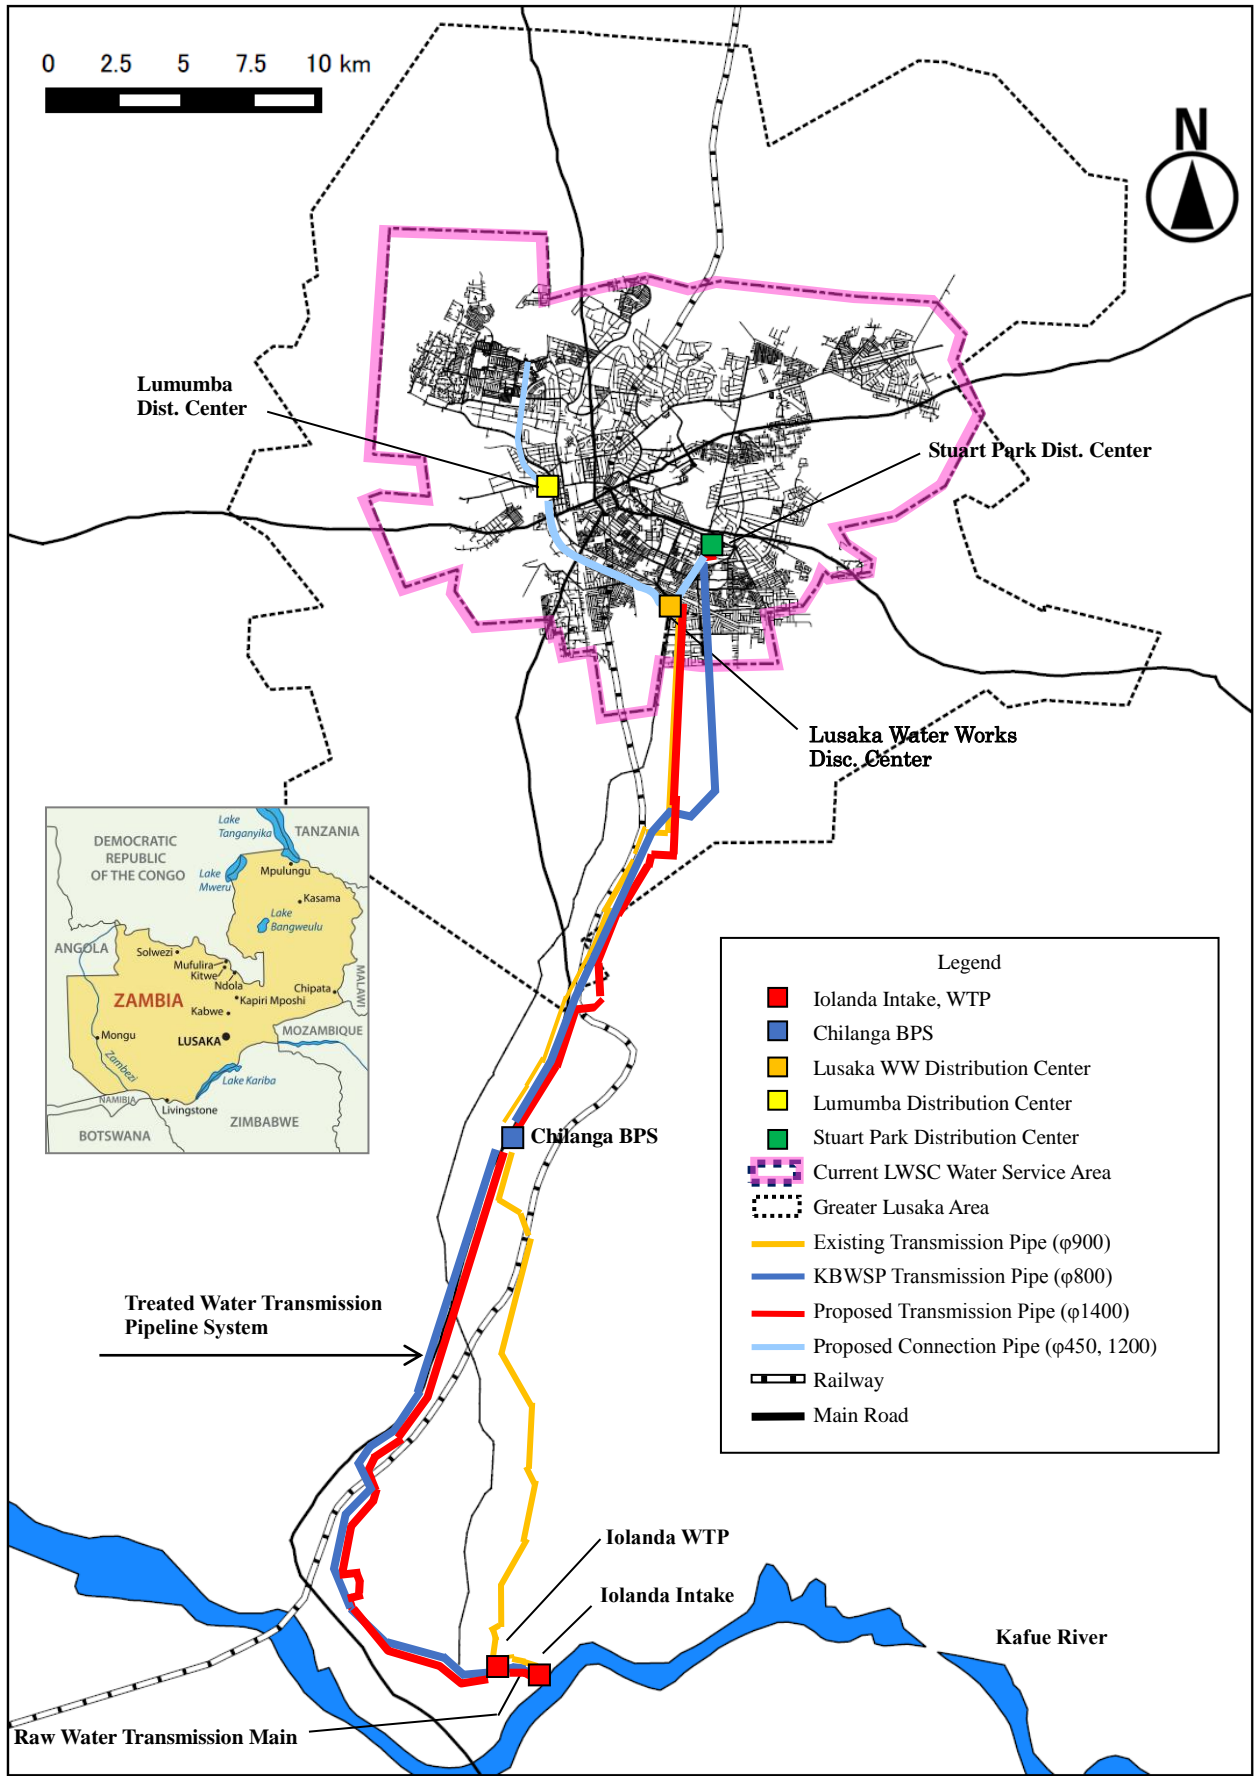 0 2.5 5 7.5 10 km
N
Lumumba
Dist. Center
Stuart Park Dist. Center
Lusaka Water Works
Disc. Center
Lake
Tanganyika
TANZANIA
DEMOCRATIC
REPUBLIC
OF THE CONGO
Lake
Mweru
Mpulungu
Kasama
Lake
Bangweulu
ANGOLA
Solwezi
Mufulira
Kitwe
Ndola
MALAWI
Chipata
ZAMBIA
Kapiri Mposhi
Kabwe
Mongu
LUSAKA
MOZAMBIQUE
Zambezi
Lake Kariba
NAMIBIA
Livingstone
ZIMBABWE
BOTSWANA
Legend
Iolanda Intake, WTP
Chilanga BPS
Lusaka WW Distribution Center
Lumumba Distribution Center
Stuart Park Distribution Center
Current LWSC Water Service Area
Greater Lusaka Area
Existing Transmission Pipe (φ900)
KBWSP Transmission Pipe (φ800)
Proposed Transmission Pipe (φ1400)
Proposed Connection Pipe (φ450, 1200)
Railway
Main Road
Chilanga BPS
Treated Water Transmission
Pipeline System
Iolanda WTP
Iolanda Intake
Kafue River
Raw Water Transmission Main